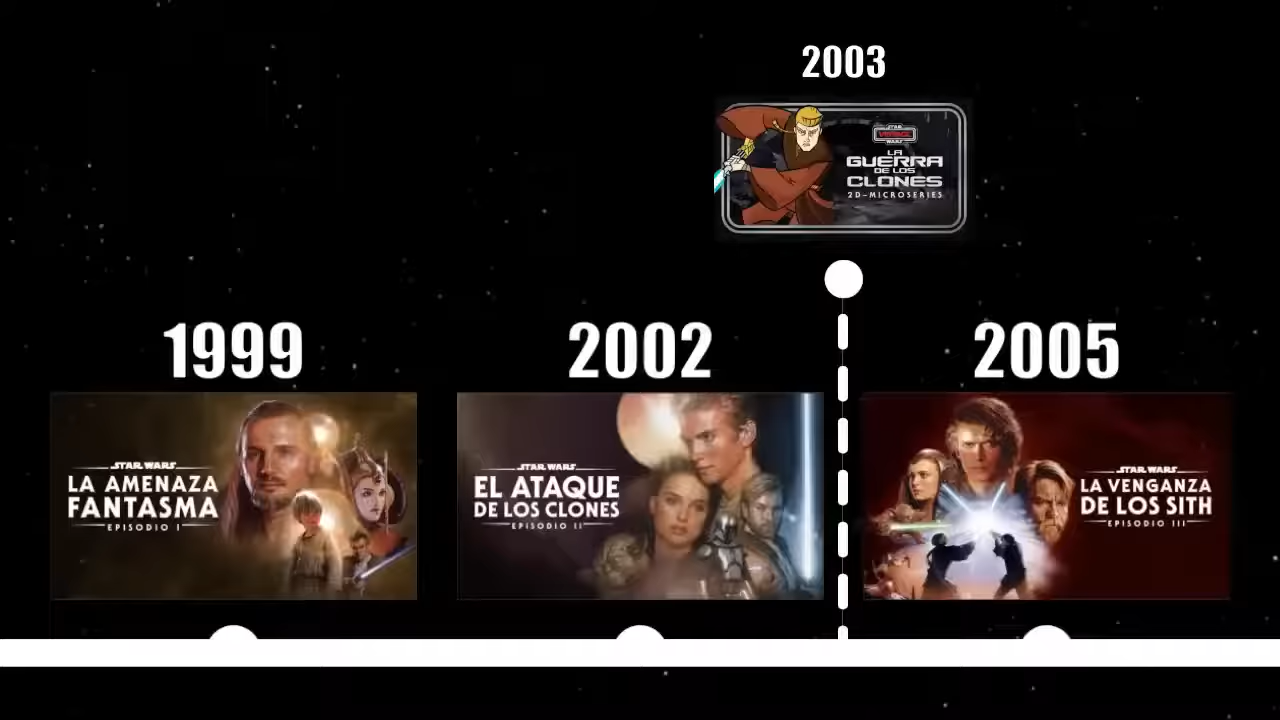 2003
STAR
VINTAGE
WARS
LA
GUERRA
DE LOS
CLONES
2D-MICROSERIES
1999
2002
2005
STAR WARS
LA AMENAZA
FANTASMA
EPISODIO I
STAR WARS
EL ATAQUE
DE LOS CLONES
EPISODIO II
STAR WARS
LA VENGANZA
DE LOS SITH
EPISODIO III